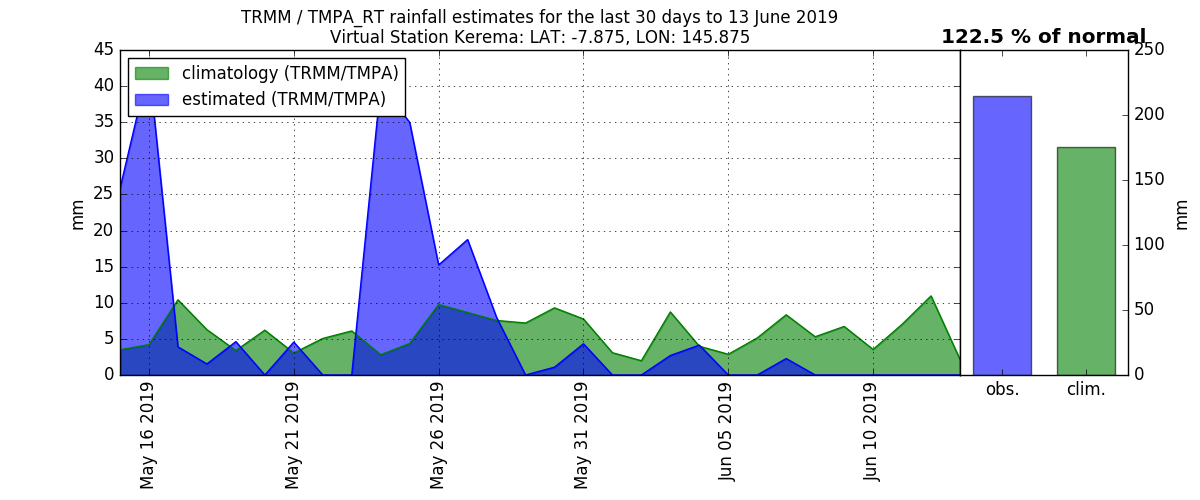 TRMM / TMPA_RT rainfall estimates for the last 30 days to 13 June 2019
Virtual Station Kerema: LAT: -7.875, LON: 145.875
122.5 % of normal
climatology (TRMM/TMPA)
estimated (TRMM/TMPA)
45
40
35
30
25
20
15
10
5
0
mm
May 16 2019
May 21 2019
May 26 2019
May 31 2019
Jun 05 2019
Jun 10 2019
obs.
clim.
250
200
150
100
50
0
mm